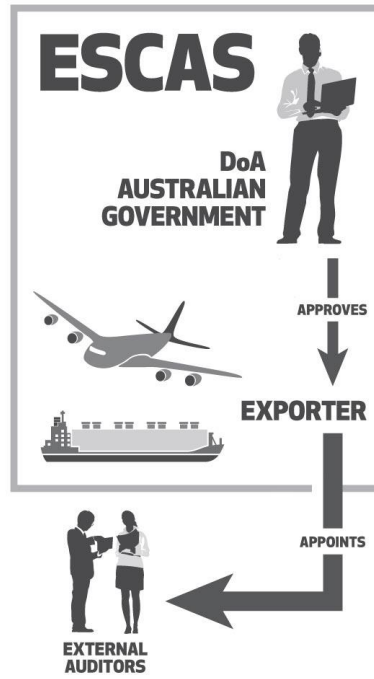 ESCAS
DoA
AUSTRALIAN
GOVERNMENT
APPROVES
EXPORTER
APPOINTS
EXTERNAL
AUDITORS